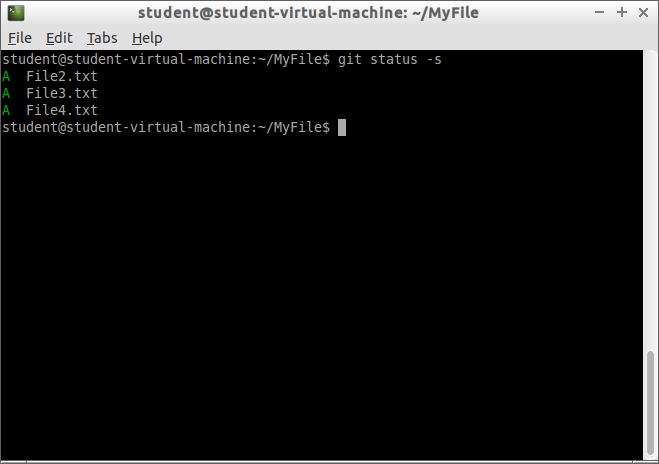 student@student-virtual-machine: ~/MyFile
File Edit Tabs Help
student@student-virtual-machine:~/MyFile$ git status -s
A  File2.txt
A  File3.txt
A  File4.txt
student@student-virtual-machine:~/MyFile$